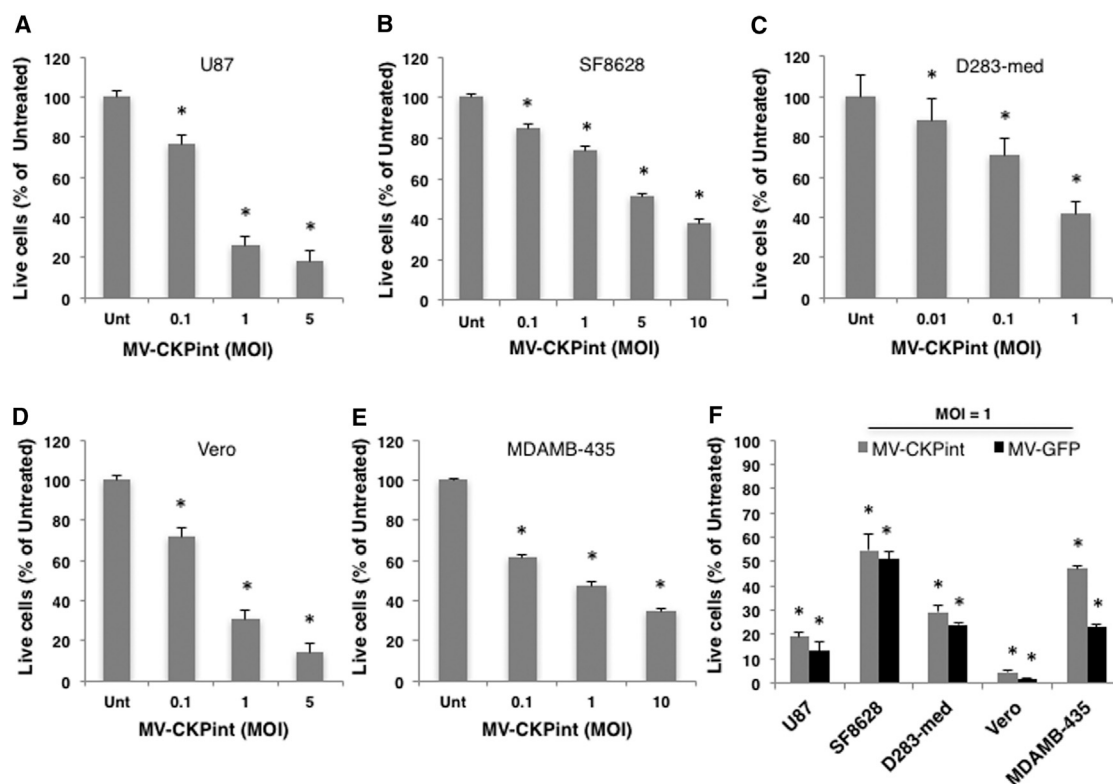 A
U87
Live cells (% of Untreated)
120
100
80
60
40
20
0
*
*
*
Unt 0.1 1 5
MV-CKPint (MOI)
B
SF8628
Live cells (% of Untreated)
120
100
80
60
40
20
0
*
*
*
*
Unt 0.1 1 5 10
MV-CKPint (MOI)
C
D283-med
Live cells (% of Untreated)
120
100
80
60
40
20
0
*
*
*
Unt 0.01 0.1 1
MV-CKPint (MOI)
D
Vero
Live cells (% of Untreated)
120
100
80
60
40
20
0
*
*
*
Unt 0.1 1 5
MV-CKPint (MOI)
E
MDAMB-435
Live cells (% of Untreated)
120
100
80
60
40
20
0
*
*
*
Unt 0.1 1 10
MV-CKPint (MOI)
F
MOI = 1
MV-CKPint MV-GFP
Live cells (% of Untreated)
100
90
80
70
60
50
40
30
20
10
0
* *
* *
* *
* *
* *
U87
SF8628
D283-med
Vero
MDAMB-435